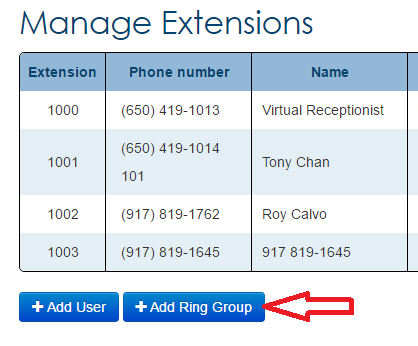 Manage Extensions
Extension Phone number Name
1000 (650) 419-1013 Virtual Receptionist
1001 (650) 419-1014 101 Tony Chan
1002 (917) 819-1762 Roy Calvo
1003 (917) 819-1645 917 819-1645
+ Add User + Add Ring Group